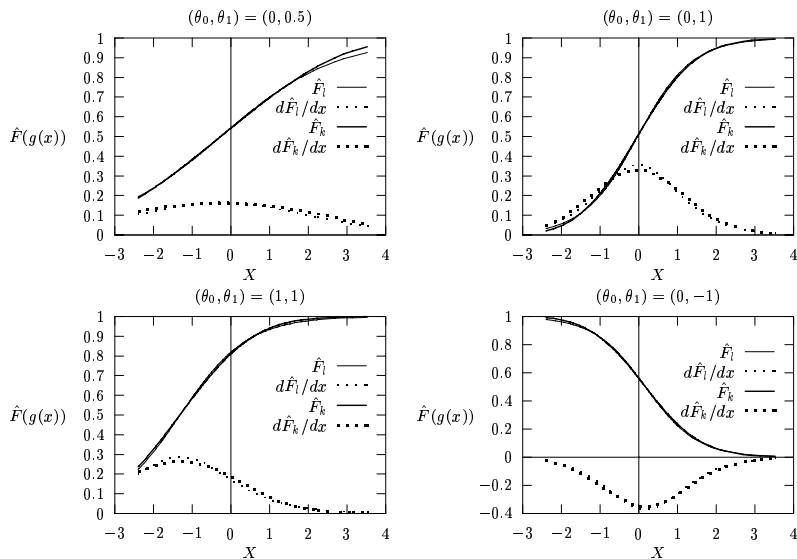 (θ₀, θ₁) = (0, 0.5)
1
0.9
0.8
0.7
0.6
0.5
0.4
0.3
0.2
0.1
0
F̂(g(x))
F̂ₗ
dF̂ₗ/dx
F̂ₖ
dF̂ₖ/dx
−3 −2 −1 0 1 2 3 4
X
(θ₀, θ₁) = (0, 1)
1
0.9
0.8
0.7
0.6
0.5
0.4
0.3
0.2
0.1
0
F̂(g(x))
F̂ₗ
dF̂ₗ/dx
F̂ₖ
dF̂ₖ/dx
−3 −2 −1 0 1 2 3 4
X
(θ₀, θ₁) = (1, 1)
1
0.9
0.8
0.7
0.6
0.5
0.4
0.3
0.2
0.1
0
F̂(g(x))
F̂ₗ
dF̂ₗ/dx
F̂ₖ
dF̂ₖ/dx
−3 −2 −1 0 1 2 3 4
X
(θ₀, θ₁) = (0, −1)
1
0.8
0.6
0.4
0.2
0
−0.2
−0.4
F̂(g(x))
F̂ₗ
dF̂ₗ/dx
F̂ₖ
dF̂ₖ/dx
−3 −2 −1 0 1 2 3 4
X